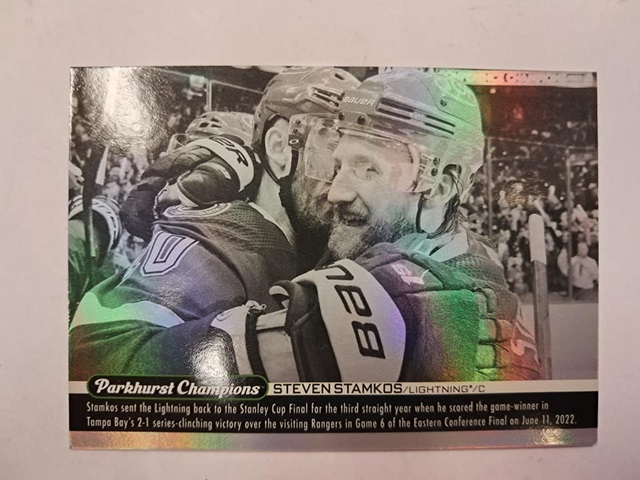 BAUER
BAU
Parkhurst Champions STEVEN STAMKOS/LIGHTNING®/C
Stamkos sent the Lightning back to the Stanley Cup Final for the third straight year when he scored the game-winner in
Tampa Bay's 2-1 series-clinching victory over the visiting Rangers in Game 6 of the Eastern Conference Final on June 11, 2022.